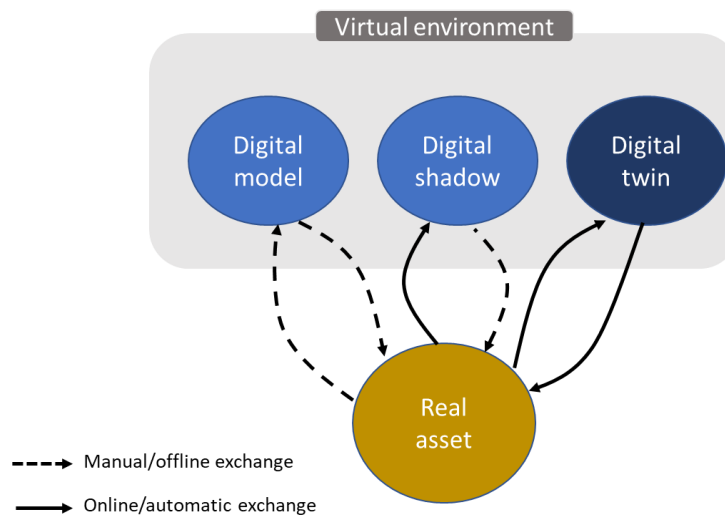 Virtual environment
Digital
model
Digital
shadow
Digital
twin
Real
asset
Manual/offline exchange
Online/automatic exchange